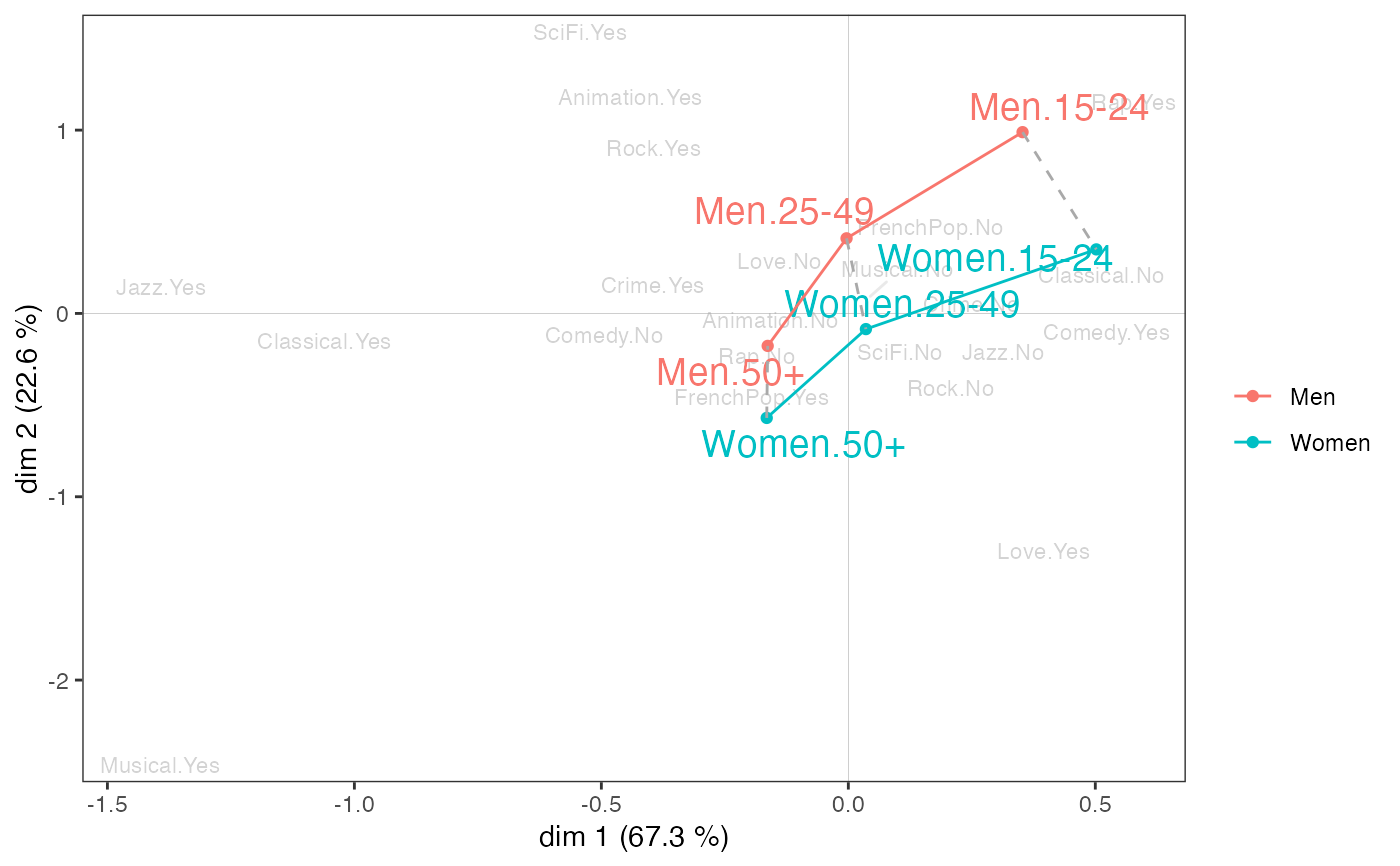 SciFi.Yes
Animation.Yes
Men.15-24
Rap.Yes
Rock.Yes
Men.25-49
FrenchPop.No
Love.No
Women.15-24
Musical.No
Classical.No
Crime.Yes
Jazz.Yes
Women.25-49
Crime.No
Animation.No
Comedy.No
Comedy.Yes
Classical.Yes
Rap.No
SciFi.No
Jazz.No
Men.50+
Rock.No
FrenchPop.Yes
Women.50+
Love.Yes
Musical.Yes
1
0
-1
-2
-1.5
-1.0
-0.5
0.0
0.5
dim 1 (67.3 %)
dim 2 (22.6 %)
Men
Women